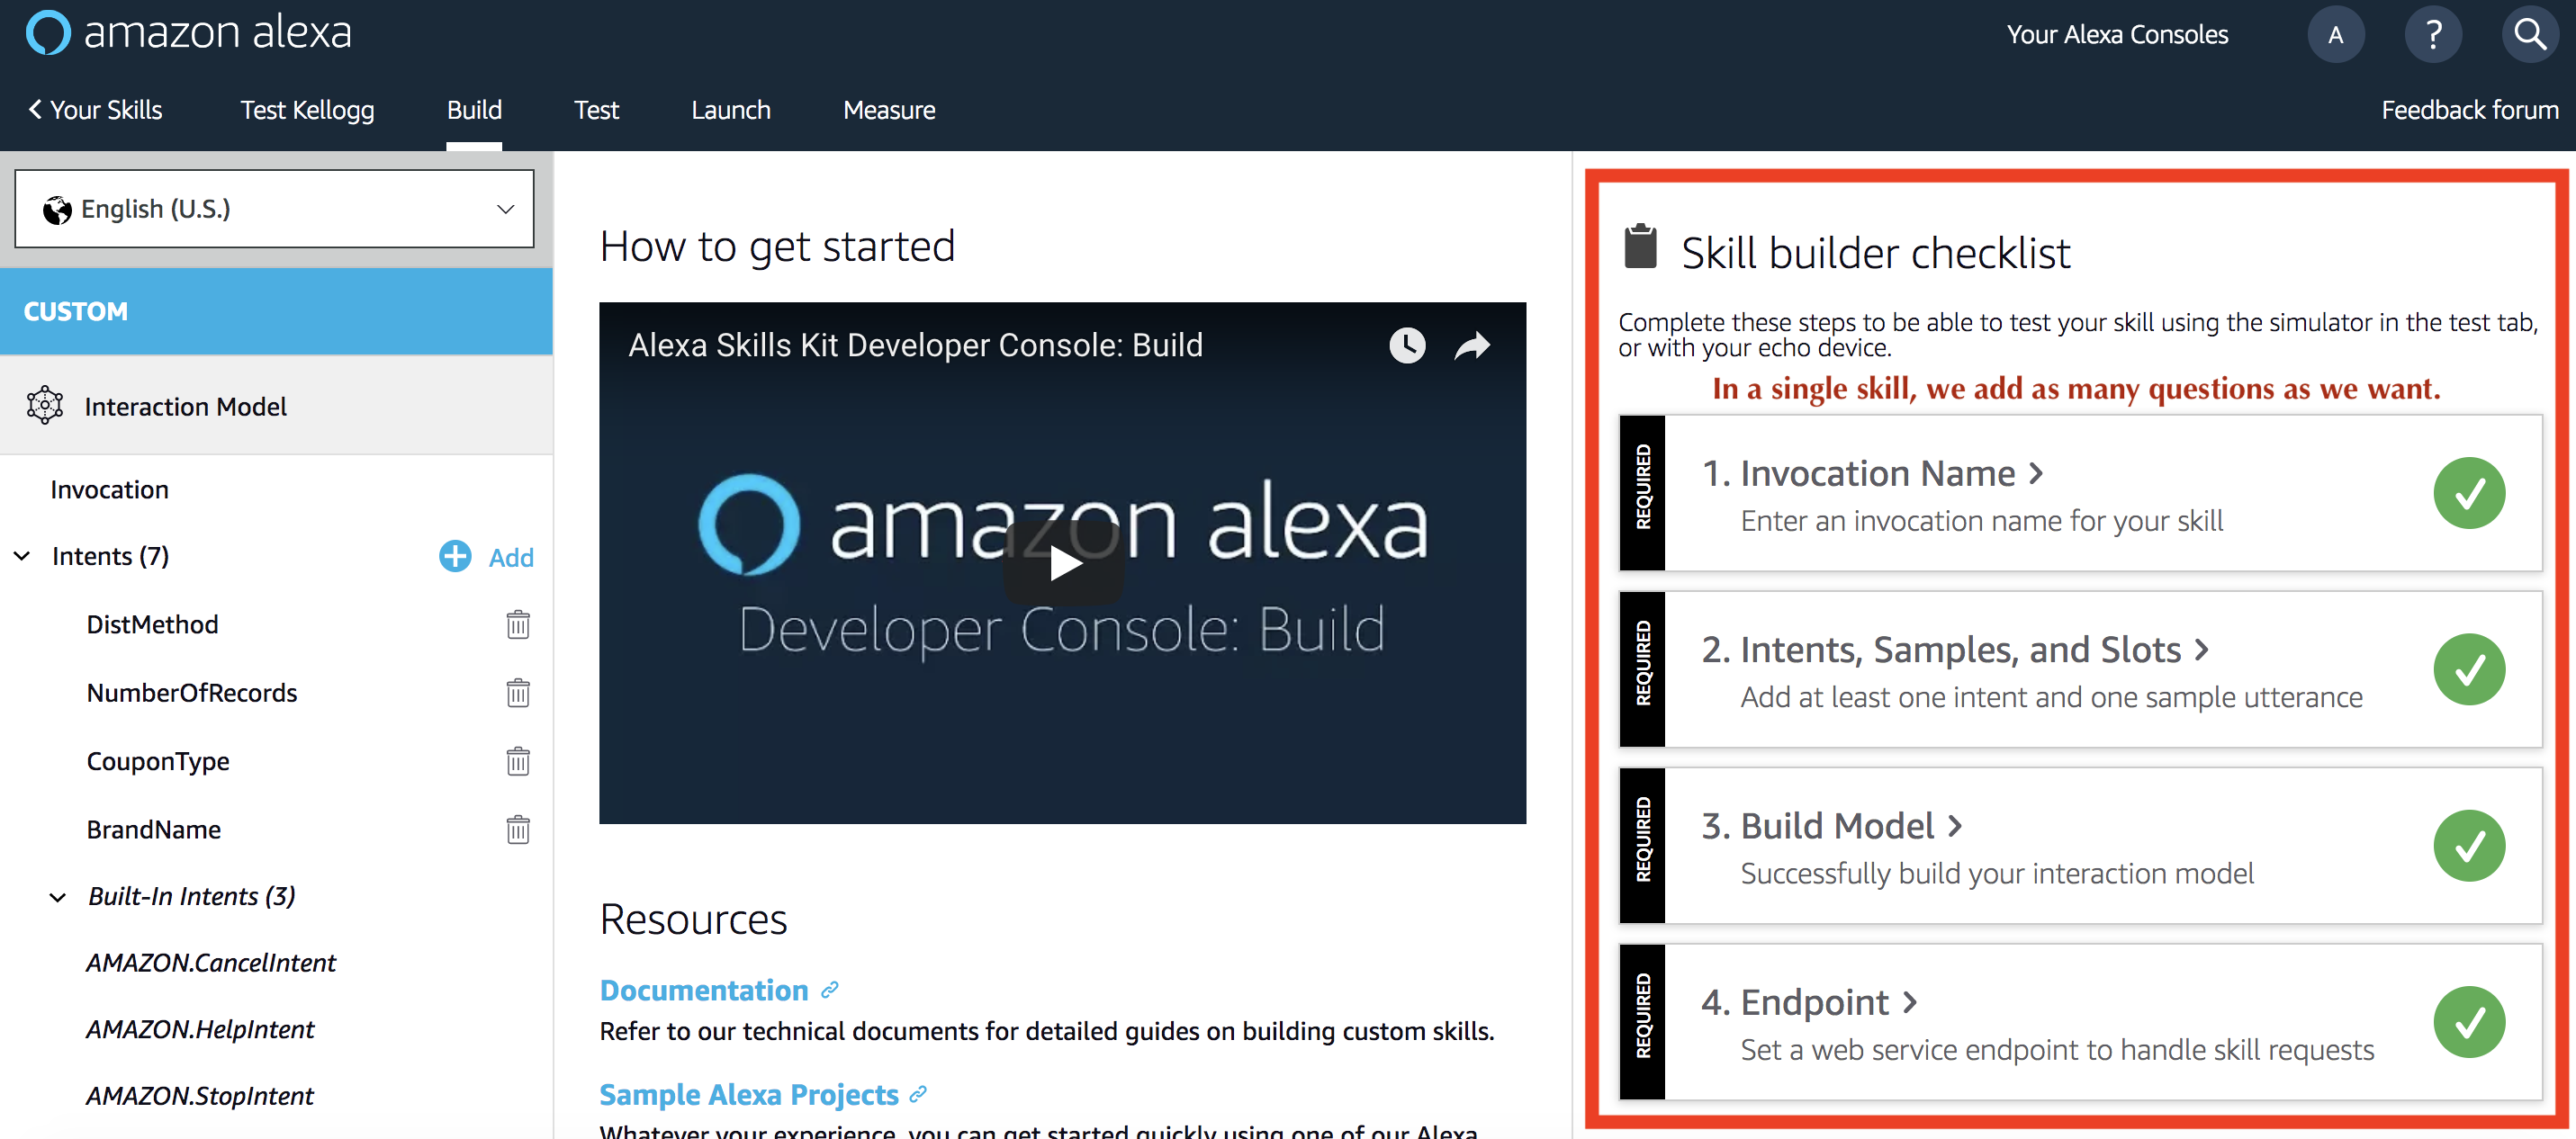 amazon alexa
Your Alexa Consoles
A
?
Your Skills
Test Kellogg
Build
Test
Launch
Measure
Feedback forum
English (U.S.)
CUSTOM
Interaction Model
Invocation
Intents (7)
Add
DistMethod
NumberOfRecords
CouponType
BrandName
Built-In Intents (3)
AMAZON.CancelIntent
AMAZON.HelpIntent
AMAZON.StopIntent
How to get started
Alexa Skills Kit Developer Console: Build
amazon alexa
Developer Console: Build
Resources
Documentation
Refer to our technical documents for detailed guides on building custom skills.
Sample Alexa Projects
Whatever your experience, you can get started quickly using one of our Alexa
Skill builder checklist
Complete these steps to be able to test your skill using the simulator in the test tab,
or with your echo device.
In a single skill, we add as many questions as we want.
REQUIRED
1. Invocation Name
Enter an invocation name for your skill
REQUIRED
2. Intents, Samples, and Slots
Add at least one intent and one sample utterance
REQUIRED
3. Build Model
Successfully build your interaction model
REQUIRED
4. Endpoint
Set a web service endpoint to handle skill requests